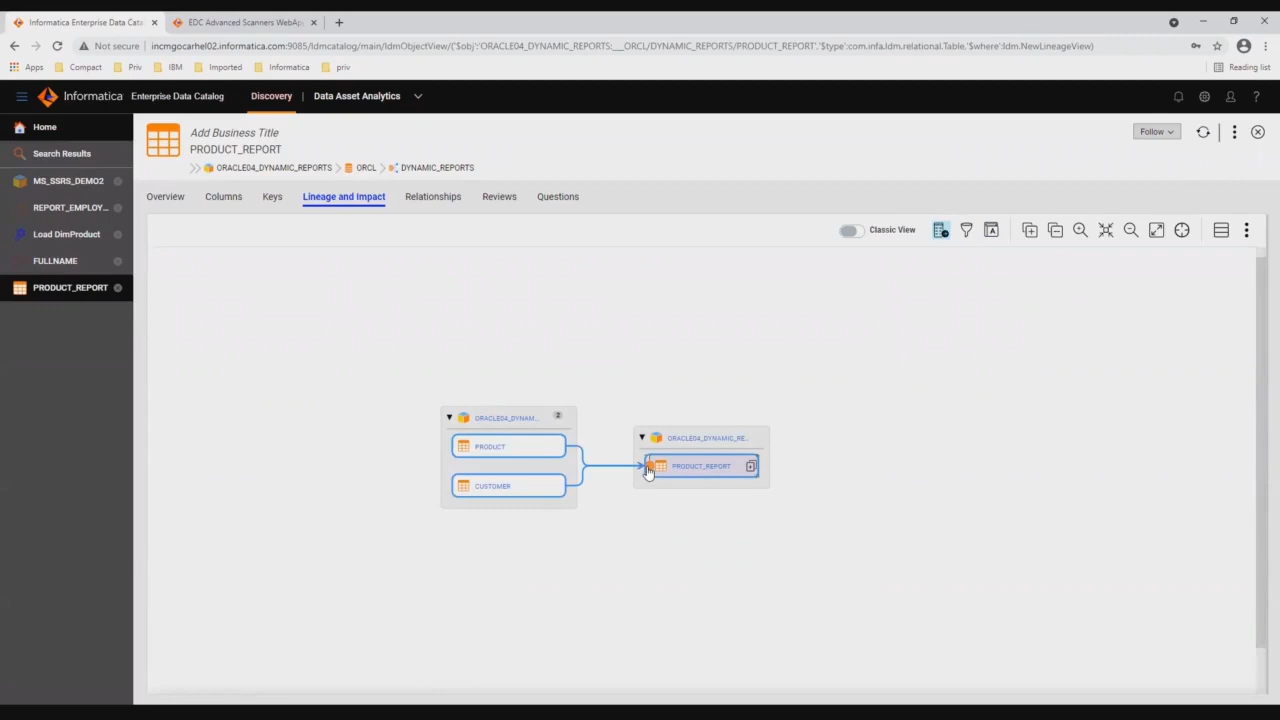 Informatica Enterprise Data Cata
EDC Advanced Scanners WebApp
Not secure
incmgocarhel02.informatica.com:9085/ldmcatalog/main/ldmObjectView/('$obj':'ORACLE04_DYNAMIC_REPORTS:___ORCL/DYNAMIC_REPORTS/PRODUCT_REPORT'.'$type':com.infa.ldm.relational.Table.'$where':ldm.NewLineageView)
Apps Compact Priv IBM Imported Informatica priv Reading list
Informatica Enterprise Data Catalog Discovery | Data Asset Analytics
Home
Search Results
MS_SSRS_DEMO2
REPORT_EMPLOY...
Load DimProduct
FULLNAME
PRODUCT_REPORT
Add Business Title
Follow
PRODUCT_REPORT
ORACLE04_DYNAMIC_REPORTS ORCL DYNAMIC_REPORTS
Overview Columns Keys Lineage and Impact Relationships Reviews Questions
Classic View
ORACLE04_DYNAM... 2
PRODUCT
CUSTOMER
ORACLE04_DYNAMIC_RE...
PRODUCT_REPORT